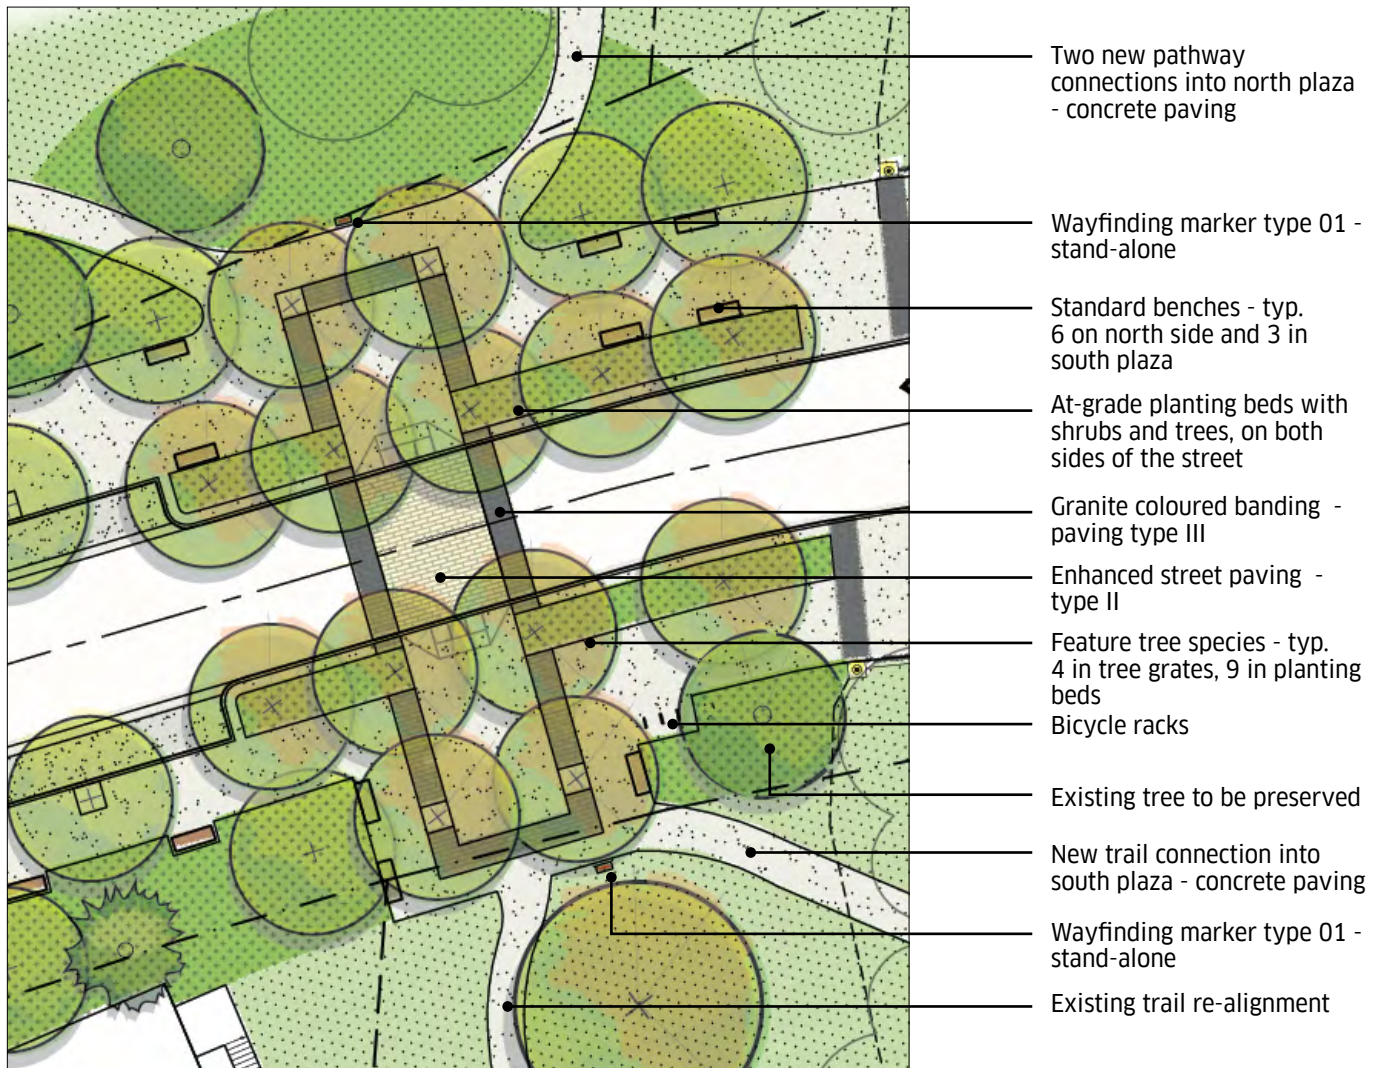 Two new pathway
connections into north plaza
- concrete paving
Wayfinding marker type 01 -
stand-alone
Standard benches - typ.
6 on north side and 3 in
south plaza
At-grade planting beds with
shrubs and trees, on both
sides of the street
Granite coloured banding -
paving type III
Enhanced street paving -
type II
Feature tree species - typ.
4 in tree grates, 9 in planting
beds
Bicycle racks
Existing tree to be preserved
New trail connection into
south plaza - concrete paving
Wayfinding marker type 01 -
stand-alone
Existing trail re-alignment